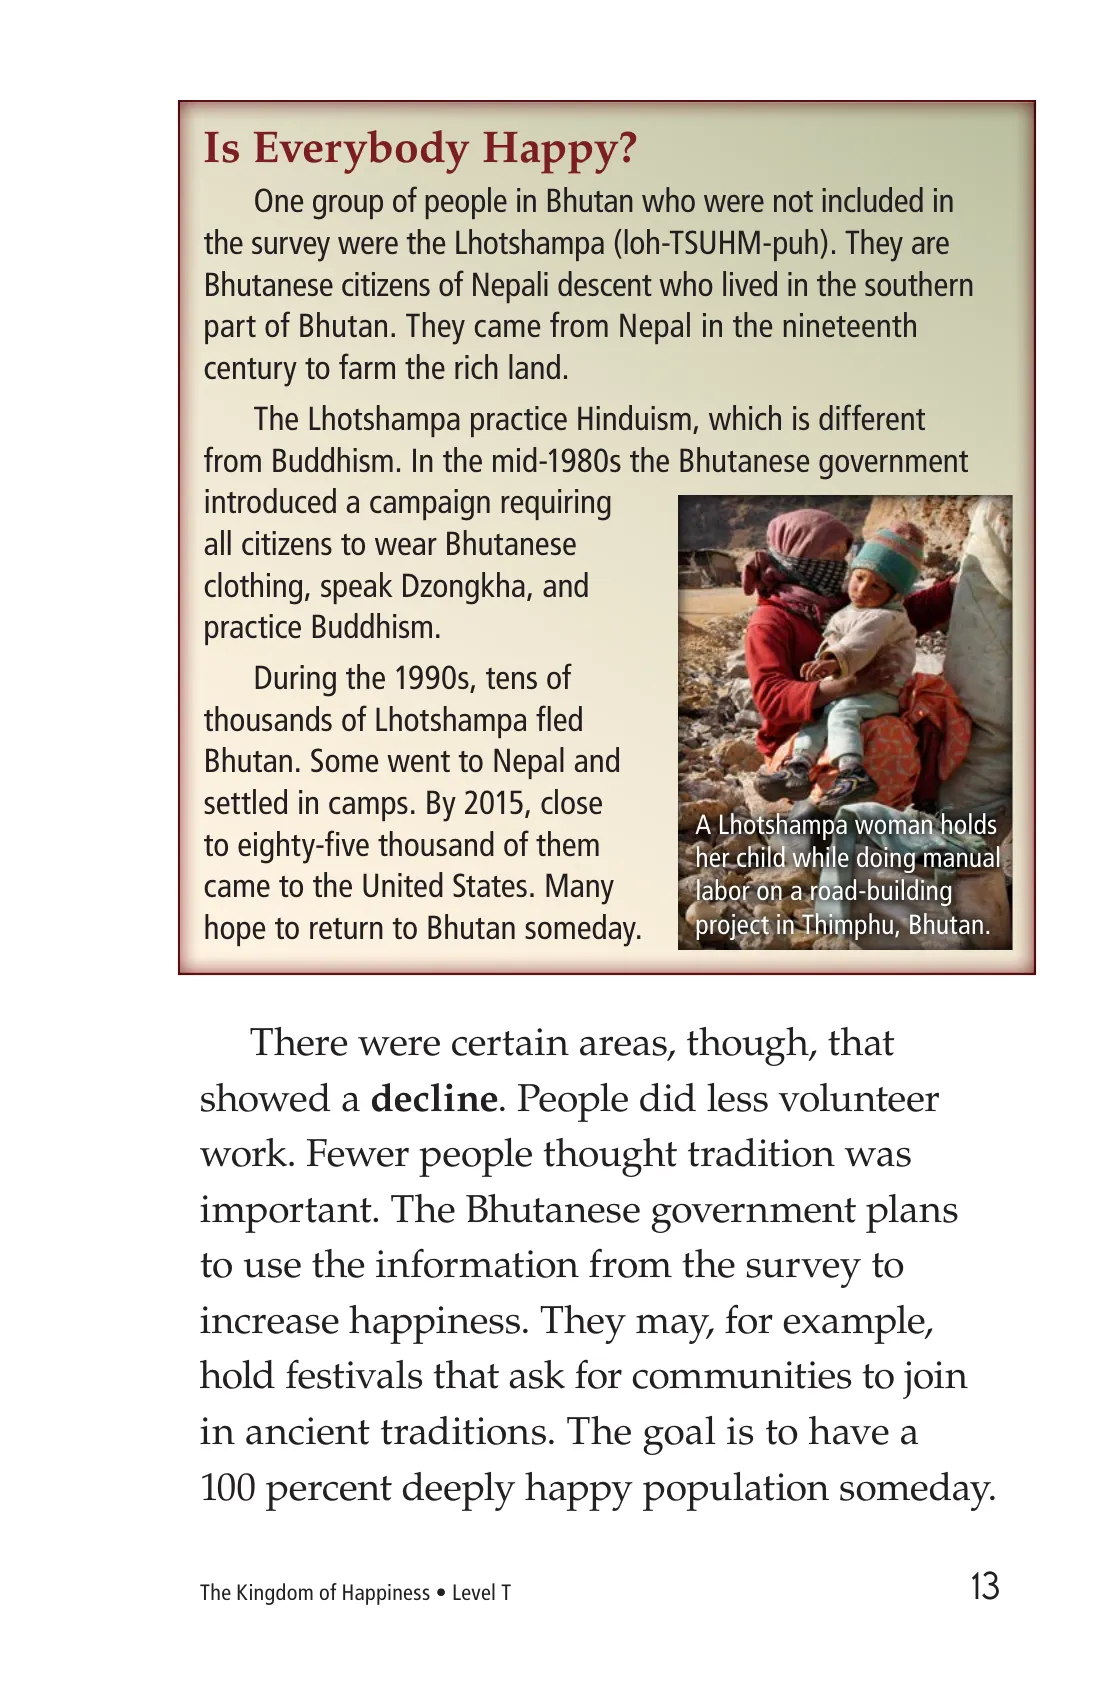 Is Everybody Happy?
One group of people in Bhutan who were not included in
the survey were the Lhotshampa (loh-TSUHM-puh). They are
Bhutanese citizens of Nepali descent who lived in the southern
part of Bhutan. They came from Nepal in the nineteenth
century to farm the rich land.
The Lhotshampa practice Hinduism, which is different
from Buddhism. In the mid-1980s the Bhutanese government
introduced a campaign requiring
all citizens to wear Bhutanese
clothing, speak Dzongkha, and
practice Buddhism.
During the 1990s, tens of
thousands of Lhotshampa fled
Bhutan. Some went to Nepal and
settled in camps. By 2015, close
to eighty-five thousand of them
came to the United States. Many
hope to return to Bhutan someday.
A Lhotshampa woman holds
her child while doing manual
labor on a road-building
project in Thimphu, Bhutan.
There were certain areas, though, that
showed a decline. People did less volunteer
work. Fewer people thought tradition was
important. The Bhutanese government plans
to use the information from the survey to
increase happiness. They may, for example,
hold festivals that ask for communities to join
in ancient traditions. The goal is to have a
100 percent deeply happy population someday.
The Kingdom of Happiness • Level T
13